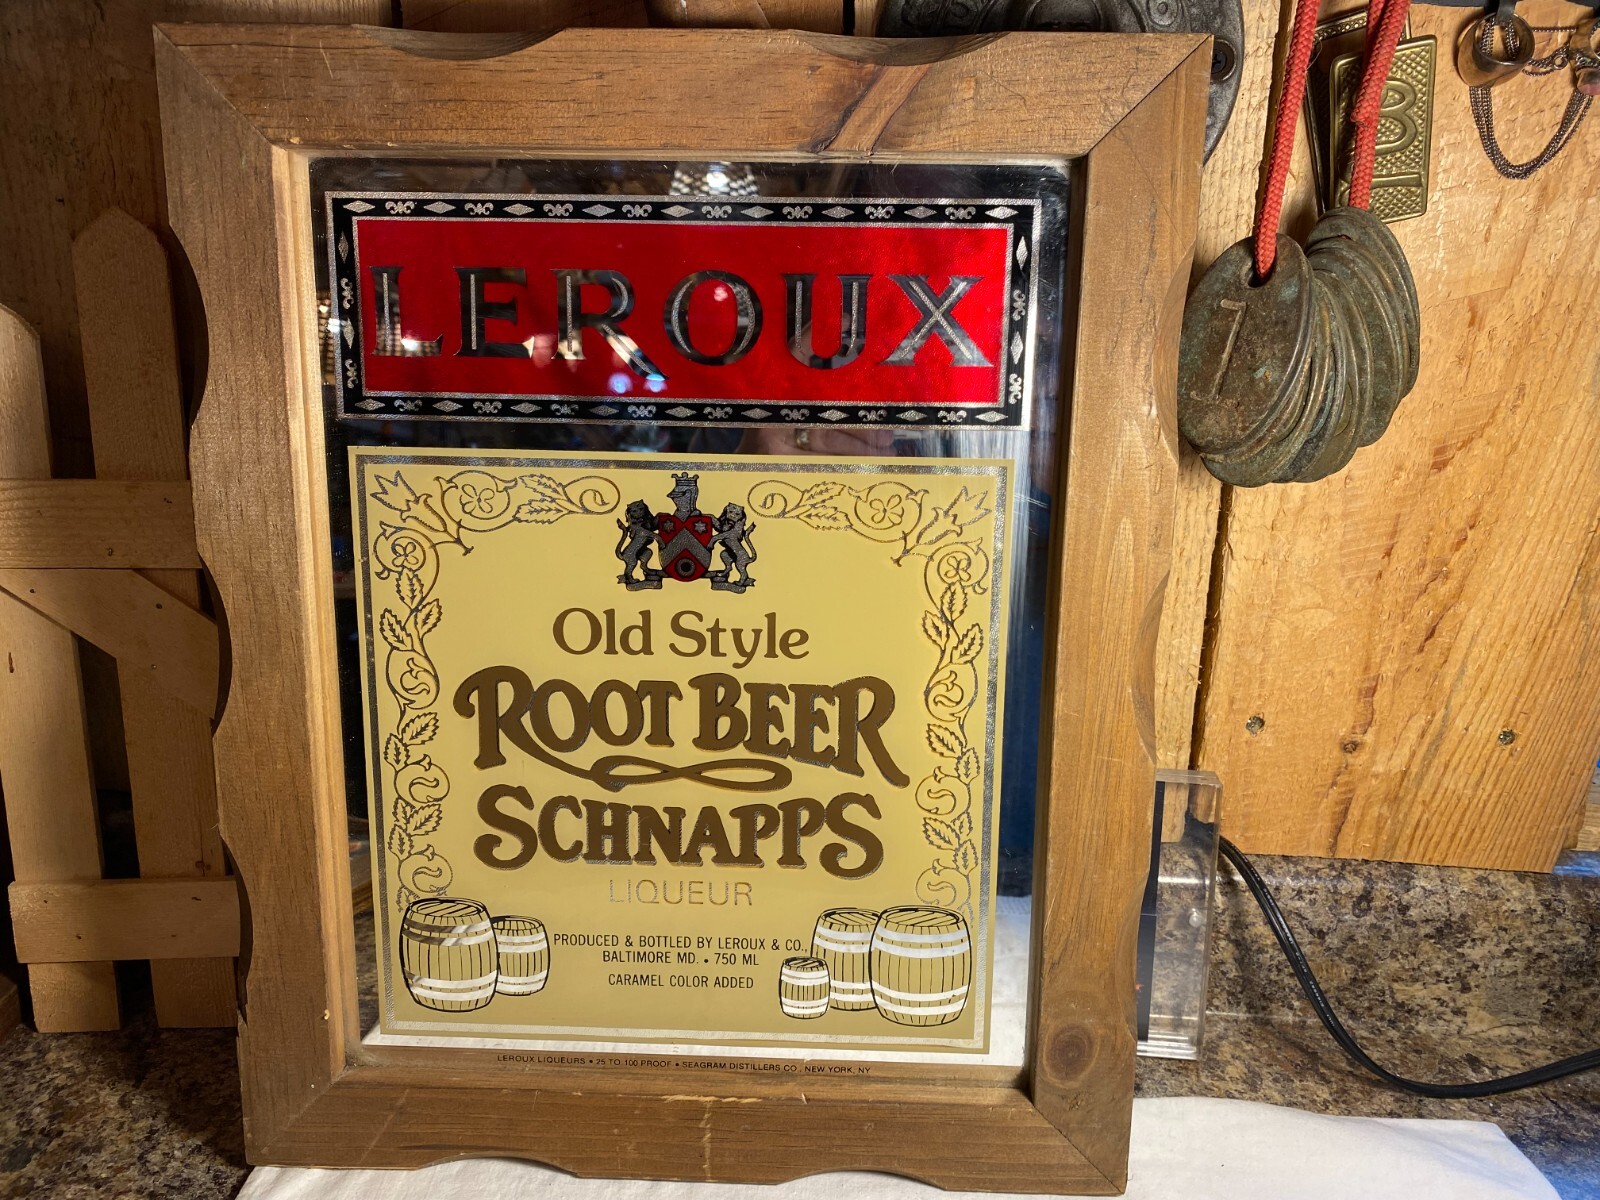 LEROUX
Old Style
ROOT BEER
SCHNAPPS
LIQUEUR
PRODUCED & BOTTLED BY LEROUX & CO.,
BALTIMORE MD. • 750 ML
CARAMEL COLOR ADDED
LEROUX LIQUEURS • 25 TO 100 PROOF • SEAGRAM DISTILLERS CO., NEW YORK, NY
7
B